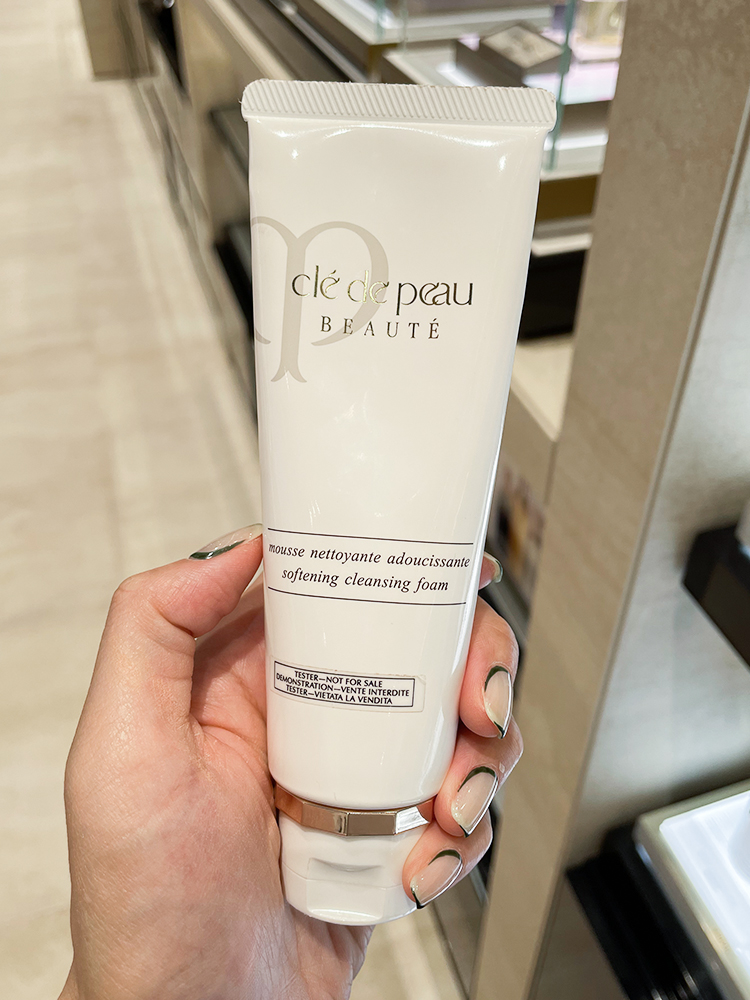 clé de peau
BEAUTÉ
mousse nettoyante adoucissante
softening cleansing foam
TESTER—NOT FOR SALE
DEMONSTRATION—VENTE INTERDITE
TESTER—VIETATA LA VENDITA